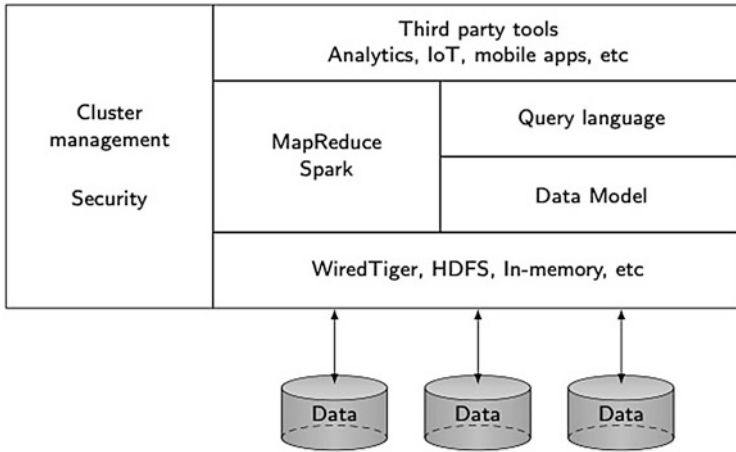 Third party tools
Analytics, IoT, mobile apps, etc
Cluster
management
Security
MapReduce
Spark
Query language
Data Model
WiredTiger, HDFS, In-memory, etc
Data
Data
Data